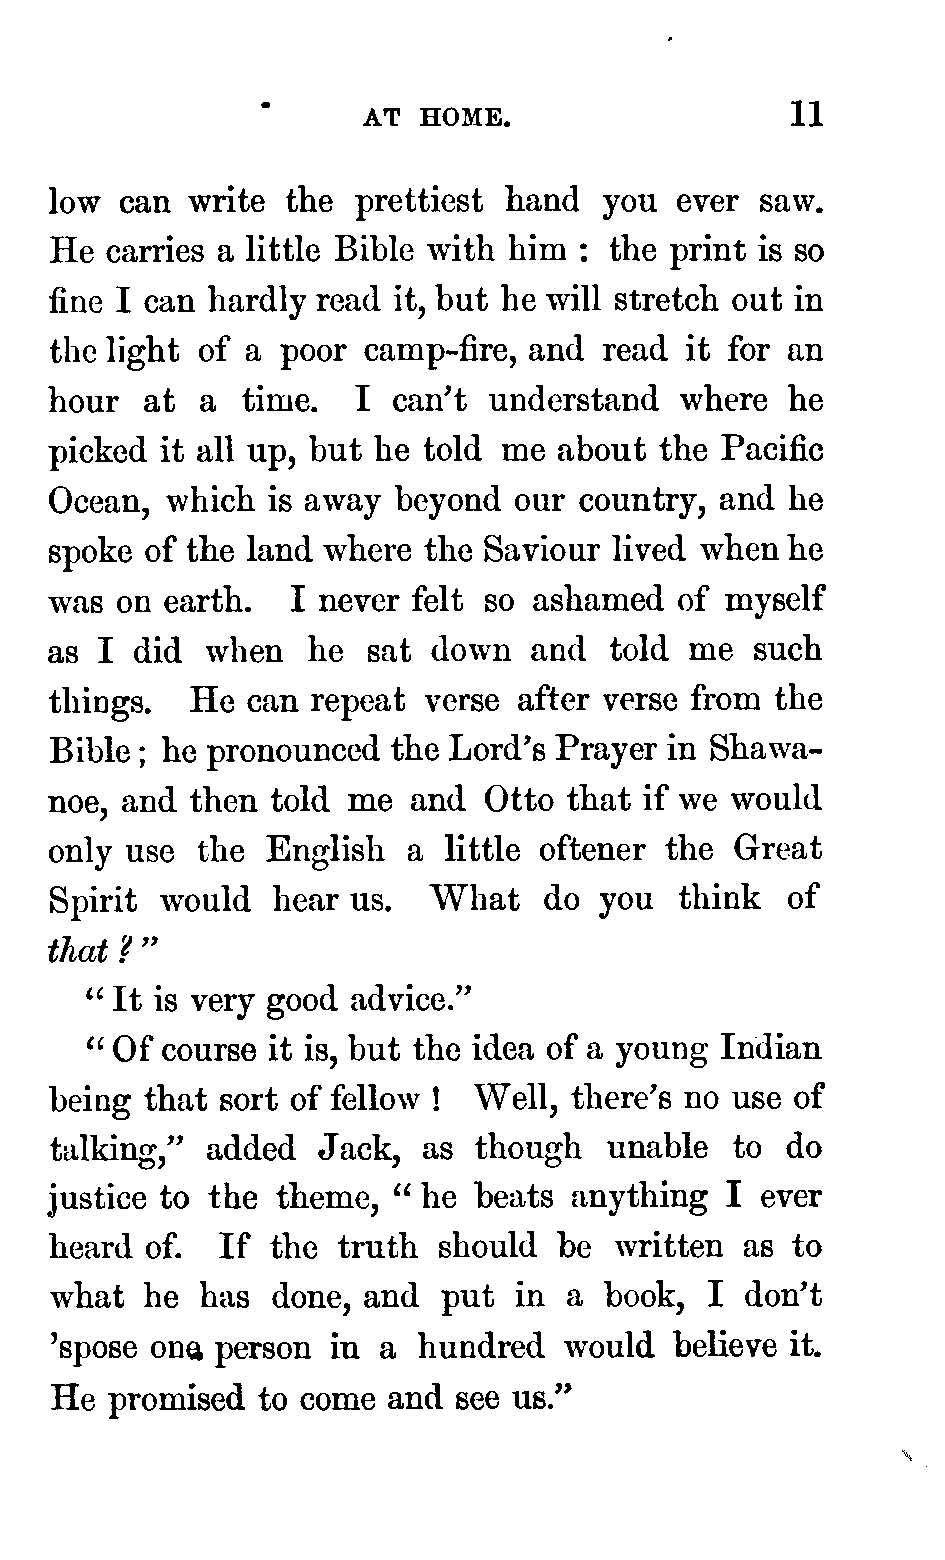 AT HOME. 11
low can write the prettiest hand you ever saw.
He carries a little Bible with him : the print is so
fine I can hardly read it, but he will stretch out in
the light of a poor camp-fire, and read it for an
hour at a time. I can't understand where he
picked it all up, but he told me about the Pacific
Ocean, which is away beyond our country, and he
spoke of the land where the Saviour lived when he
was on earth. I never felt so ashamed of myself
as I did when he sat down and told me such
things. He can repeat verse after verse from the
Bible ; he pronounced the Lord's Prayer in Shawa-
noe, and then told me and Otto that if we would
only use the English a little oftener the Great
Spirit would hear us. What do you think of
that ? "
" It is very good advice."
" Of course it is, but the idea of a young Indian
being that sort of fellow ! Well, there's no use of
talking," added Jack, as though unable to do
justice to the theme, " he beats anything I ever
heard of. If the truth should be written as to
what he has done, and put in a book, I don't
'spose one person in a hundred would believe it.
He promised to come and see us."